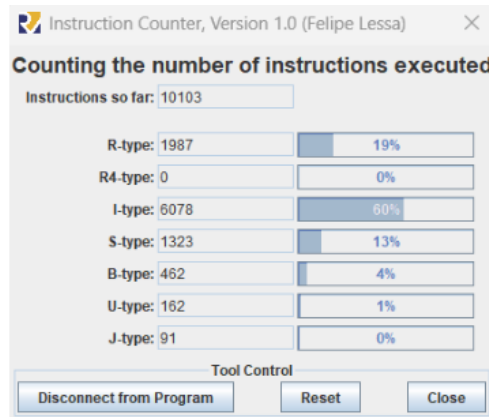 Instruction Counter, Version 1.0 (Felipe Lessa)
Counting the number of instructions executed
Instructions so far: 10103
R-type: 1987 19%
R4-type: 0 0%
I-type: 6078 60%
S-type: 1323 13%
B-type: 462 4%
U-type: 162 1%
J-type: 91 0%
Tool Control
Disconnect from Program Reset Close